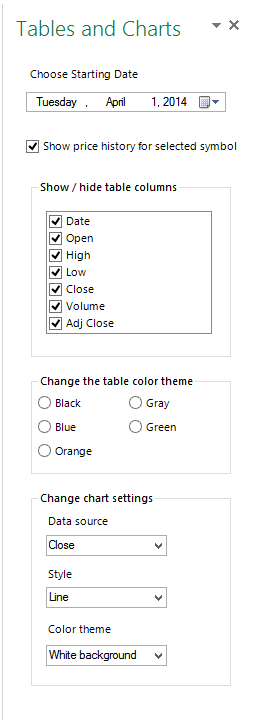 Tables and Charts
Choose Starting Date
Tuesday , April 1, 2014
Show price history for selected symbol
Show / hide table columns
Date
Open
High
Low
Close
Volume
Adj Close
Change the table color theme
Black Gray
Blue Green
Orange
Change chart settings
Data source
Close
Style
Line
Color theme
White background